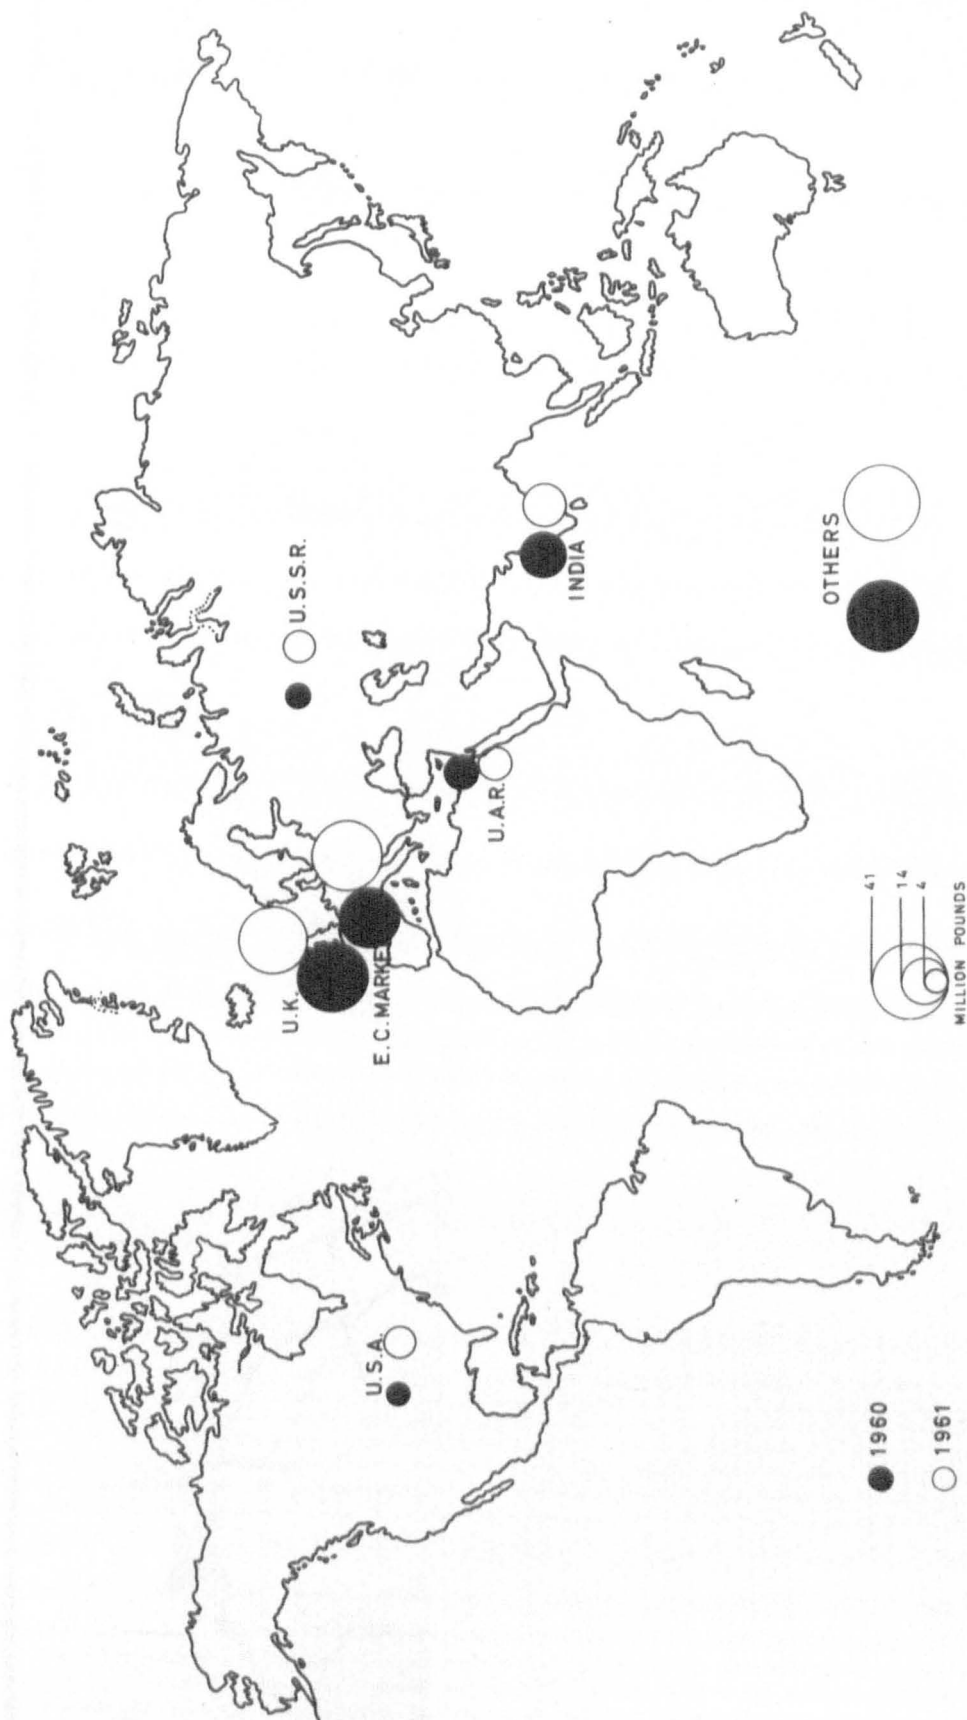 U.S.S.R.
U.K.
E.C. MARKET
U.S.A
U.A.R.
INDIA
OTHERS
1960
1961
41
14
4
MILLION POUNDS